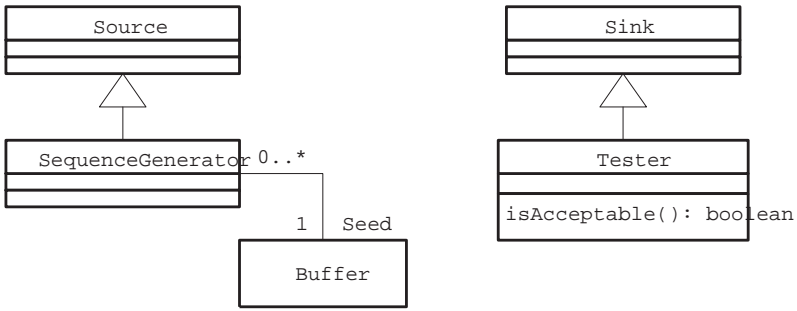 Source
Sink
SequenceGenerator
0..*
Tester
isAcceptable(): boolean
1
Seed
Buffer